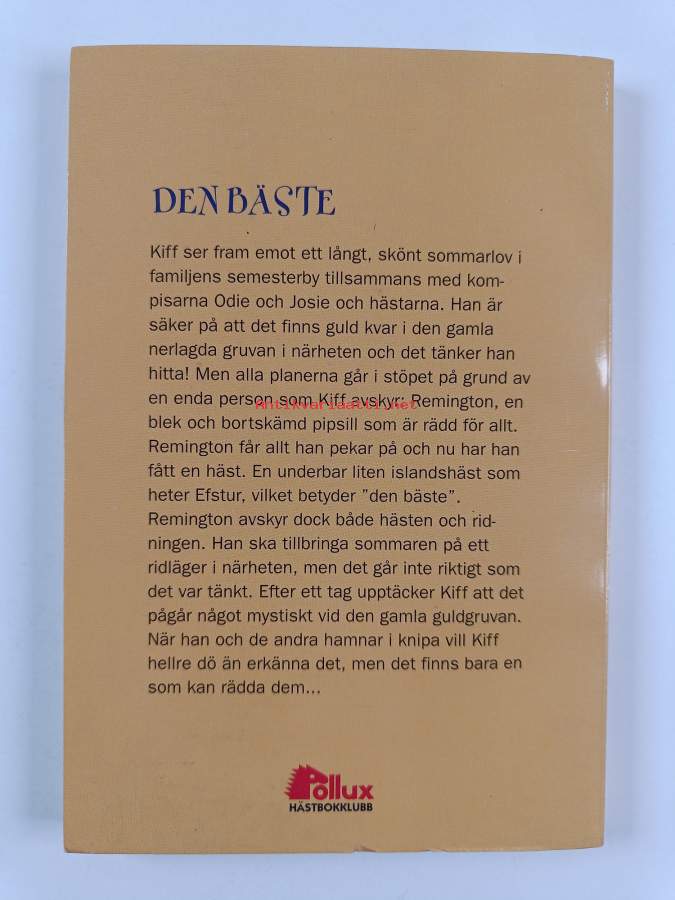 DEN BÄSTE
Kiff ser fram emot ett långt, skönt sommarlov i
familjens semesterby tillsammans med kom-
pisarna Odie och Josie och hästarna. Han är
säker på att det finns guld kvar i den gamla
nerlagda gruvan i närheten och det tänker han
hitta! Men alla planerna går i stöpet på grund av
en enda person som Kiff avskyr: Remington, en
Antikvariaatti.net
blek och bortskämd pipsill som är rädd för allt.
Remington får allt han pekar på och nu har han
fått en häst. En underbar liten islandshäst som
heter Efstur, vilket betyder ”den bäste”.
Remington avskyr dock både hästen och rid-
ningen. Han ska tillbringa sommaren på ett
ridläger i närheten, men det går inte riktigt som
det var tänkt. Efter ett tag upptäcker Kiff att det
pågår något mystiskt vid den gamla guldgruvan.
När han och de andra hamnar i knipa vill Kiff
hellre dö än erkänna det, men det finns bara en
som kan rädda dem...
Pollux
HÄSTBOKKLUBB